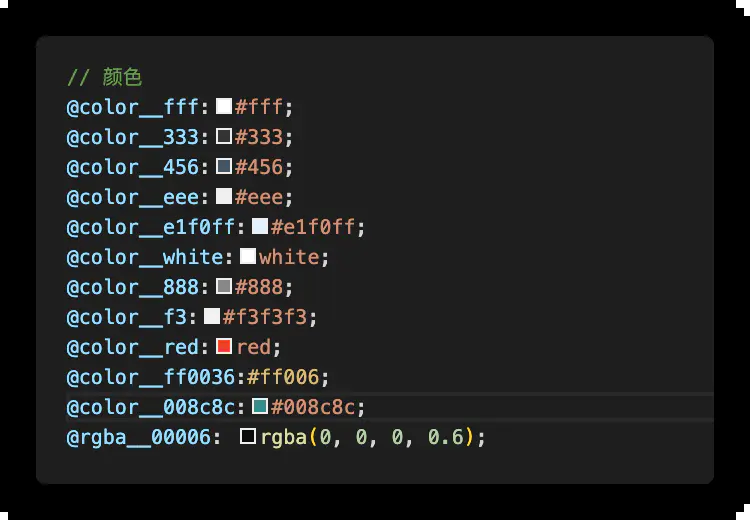 // 颜色
@color__fff:#fff;
@color__333:#333;
@color__456:#456;
@color__eee:#eee;
@color__e1f0ff:#e1f0ff;
@color__white:white;
@color__888:#888;
@color__f3:#f3f3f3;
@color__red:red;
@color__ff0036:#ff006;
@color__008c8c:#008c8c;
@rgba__00006: rgba(0, 0, 0, 0.6);